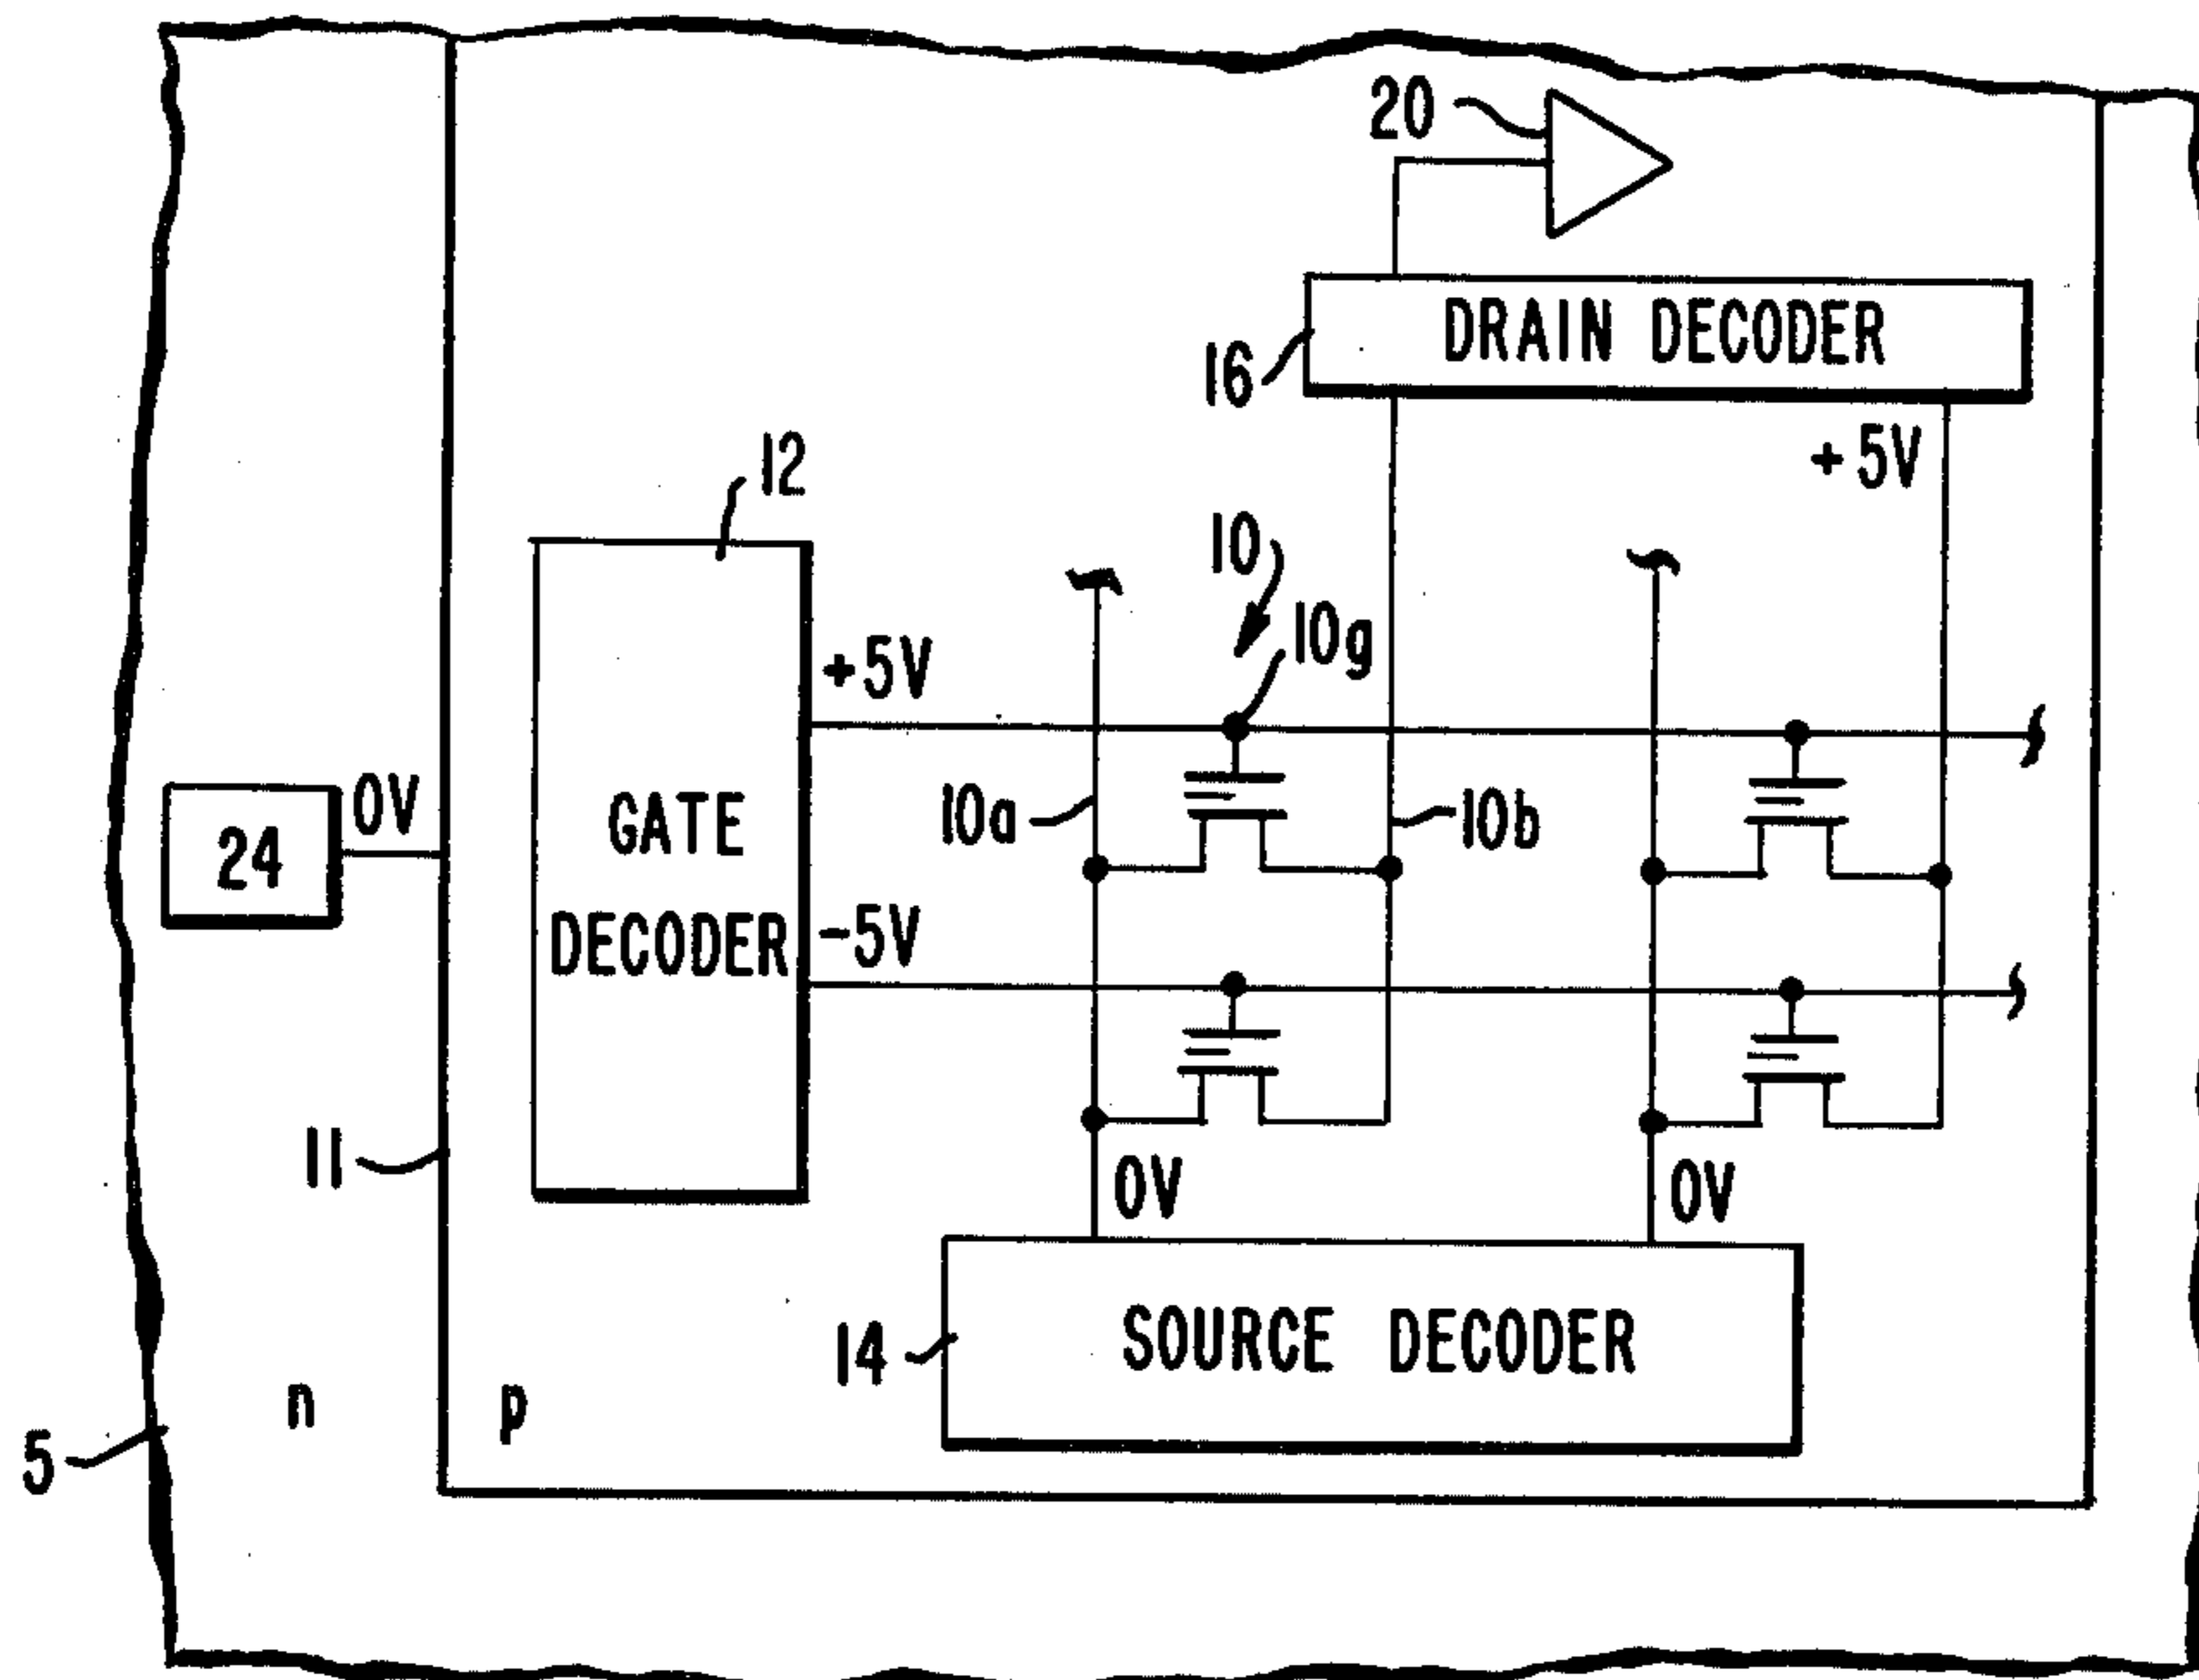 20
DRAIN DECODER
16
+5V
12
10
10g
+5V
0V
24
GATE
DECODER
10a
10b
-5V
11
0V
0V
14
SOURCE DECODER
n
p
5